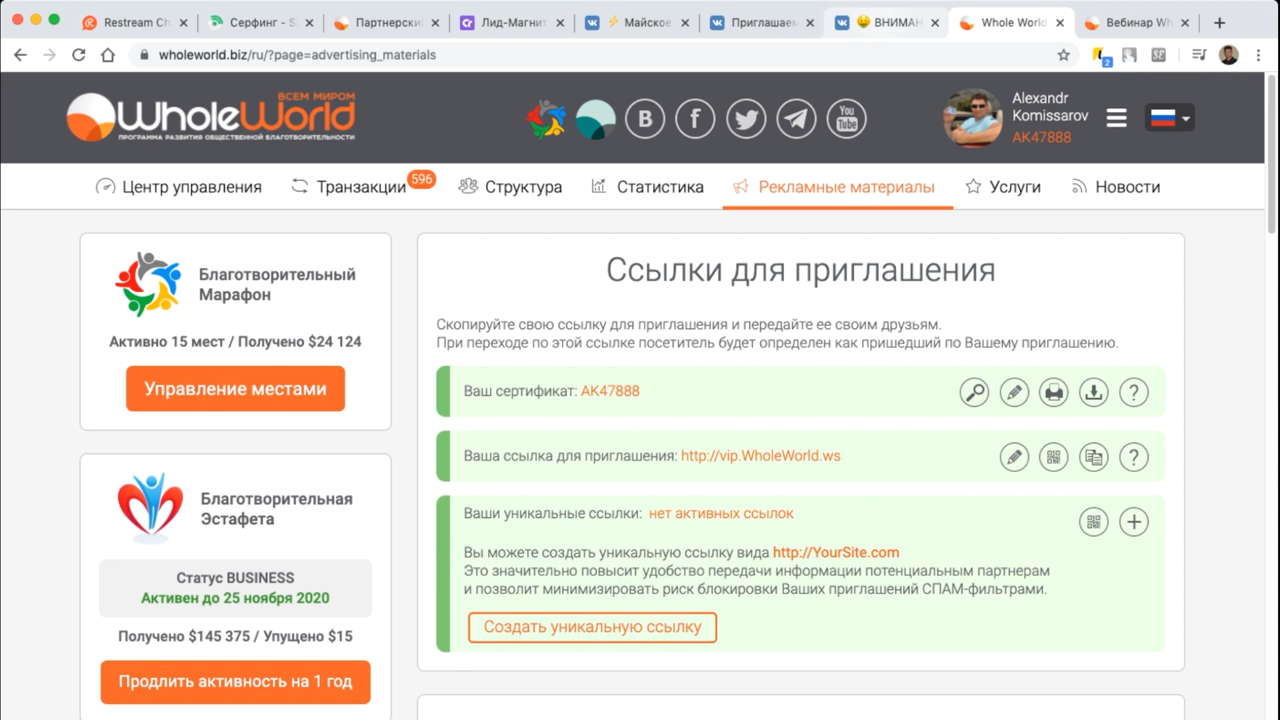 Restream Ch
Серфинг - S
Партнерски
Лид-Магнит
⚡ Майское
Приглашаем
🤑 ВНИМАН
Whole World
Вебинар Wh
wholeworld.biz/ru/?page=advertising_materials
2
ВСЕМ МИРОМ
WholeWorld
ПРОГРАММА РАЗВИТИЯ ОБЩЕСТВЕННОЙ БЛАГОТВОРИТЕЛЬНОСТИ
B
f
You
Tube
Alexandr
Komissarov
AK47888
Центр управления
Транзакции 596
Структура
Статистика
Рекламные материалы
Услуги
Новости
Благотворительный
Марафон
Активно 15 мест / Получено $24 124
Управление местами
Благотворительная
Эстафета
Статус BUSINESS
Активен до 25 ноября 2020
Получено $145 375 / Упущено $15
Продлить активность на 1 год
Ссылки для приглашения
Скопируйте свою ссылку для приглашения и передайте ее своим друзьям.
При переходе по этой ссылке посетитель будет определен как пришедший по Вашему приглашению.
Ваш сертификат: AK47888
?
Ваша ссылка для приглашения: http://vip.WholeWorld.ws
?
Ваши уникальные ссылки: нет активных ссылок
Вы можете создать уникальную ссылку вида http://YourSite.com
Это значительно повысит удобство передачи информации потенциальным партнерам
и позволит минимизировать риск блокировки Ваших приглашений СПАМ-фильтрами.
Создать уникальную ссылку